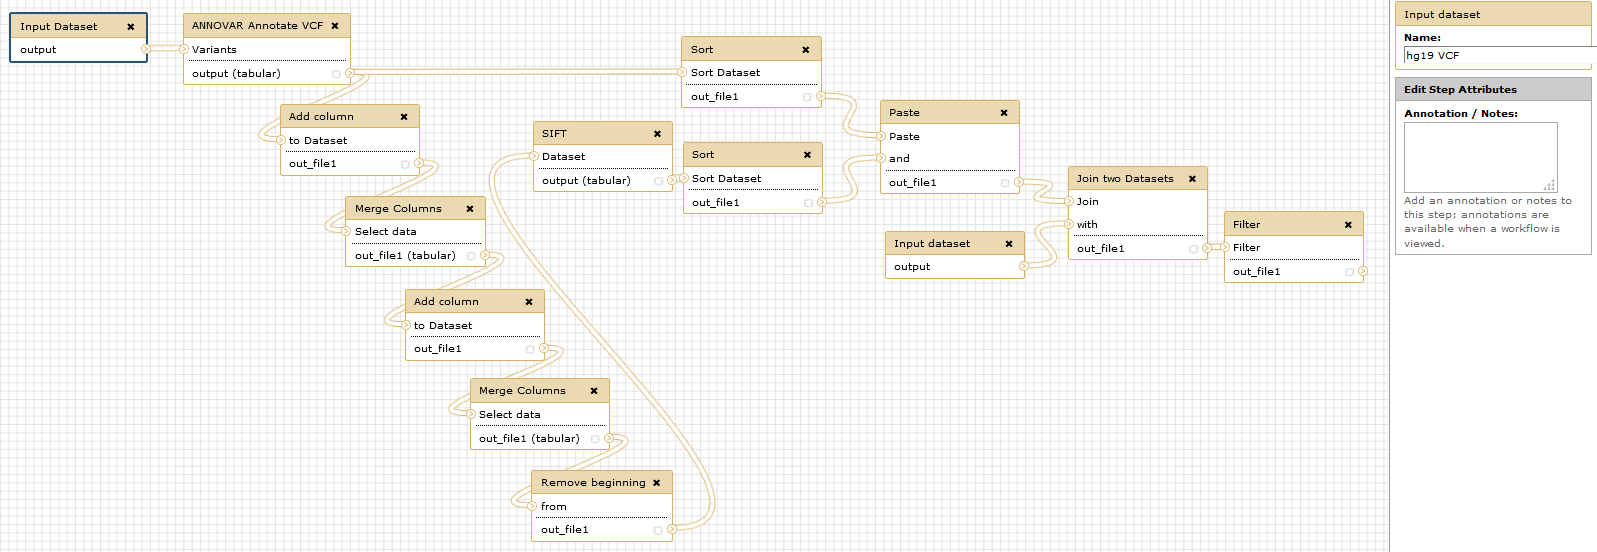 Input Dataset
output
ANNOVAR Annotate VCF
Variants
output (tabular)
Add column
to Dataset
out_file1
Merge Columns
Select data
out_file1 (tabular)
Add column
to Dataset
out_file1
Merge Columns
Select data
out_file1 (tabular)
Remove beginning
from
out_file1
SIFT
Dataset
output (tabular)
Sort
Sort Dataset
out_file1
Sort
Sort Dataset
out_file1
Paste
Paste
and
out_file1
Input dataset
output
Join two Datasets
Join
with
out_file1
Filter
Filter
out_file1
Input dataset
Name:
hg19 VCF
Edit Step Attributes
Annotation / Notes:
Add an annotation or notes to
this step; annotations are
available when a workflow is
viewed.